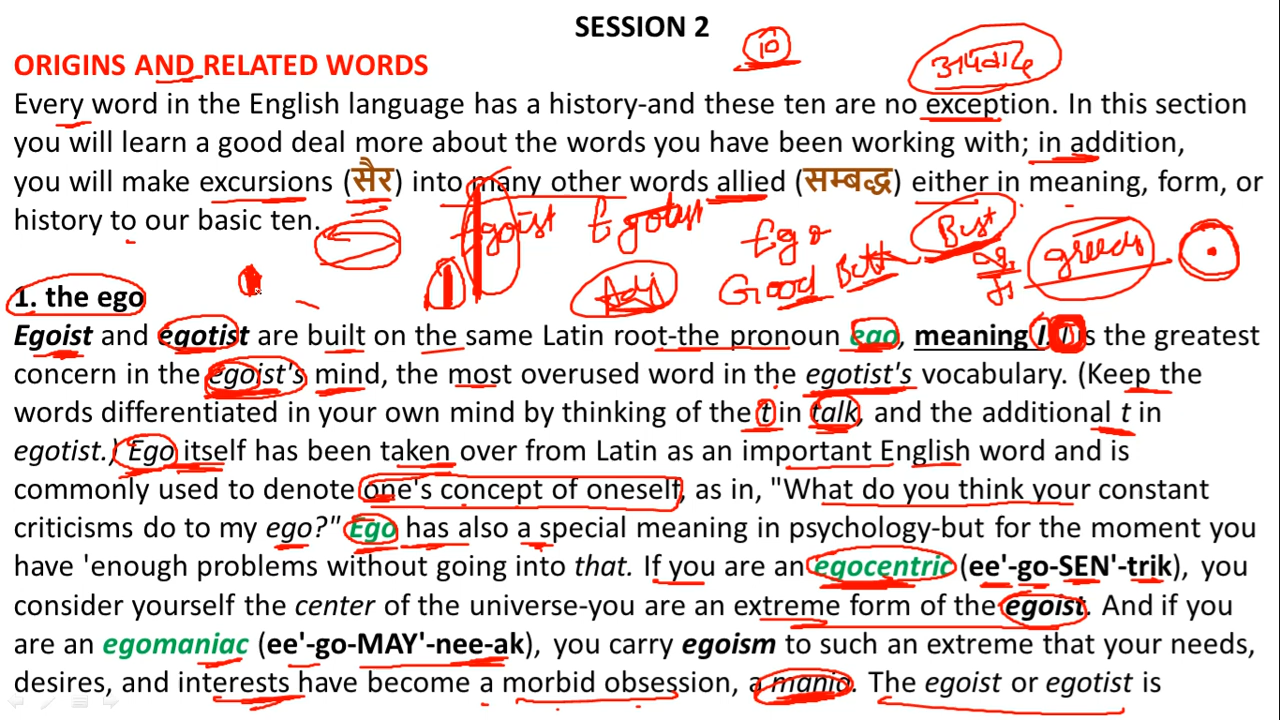 SESSION 2
10
अपवाद
ORIGINS AND RELATED WORDS
Every word in the English language has a history-and these ten are no exception. In this section
you will learn a good deal more about the words you have been working with; in addition,
you will make excursions (सैर) into many other words allied (सम्बद्ध) either in meaning, form, or
history to our basic ten.
Egoist Egotist Ego Best
Good Bett greeds
Adj
1. the ego
Egoist and egotist are built on the same Latin root-the pronoun ego, meaning I. I is the greatest
concern in the egoist's mind, the most overused word in the egotist's vocabulary. (Keep the
words differentiated in your own mind by thinking of the t in talk, and the additional t in
egotist.) Ego itself has been taken over from Latin as an important English word and is
commonly used to denote one's concept of oneself, as in, "What do you think your constant
criticisms do to my ego?" Ego has also a special meaning in psychology-but for the moment you
have 'enough problems without going into that. If you are an egocentric (ee'-go-SEN'-trik), you
consider yourself the center of the universe-you are an extreme form of the egoist. And if you
are an egomaniac (ee'-go-MAY'-nee-ak), you carry egoism to such an extreme that your needs,
desires, and interests have become a morbid obsession, a mania. The egoist or egotist is